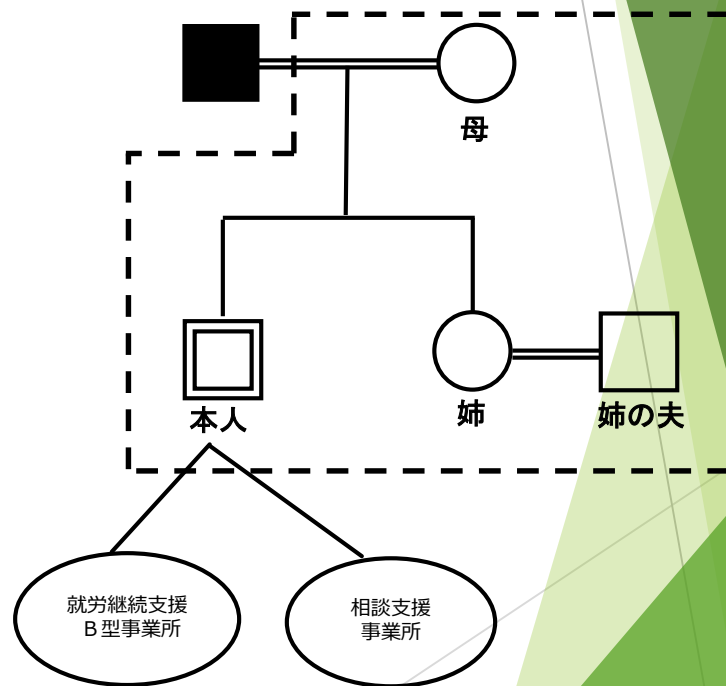 母
本人
姉
姉の夫
就労継続支援
B型事業所
相談支援
事業所